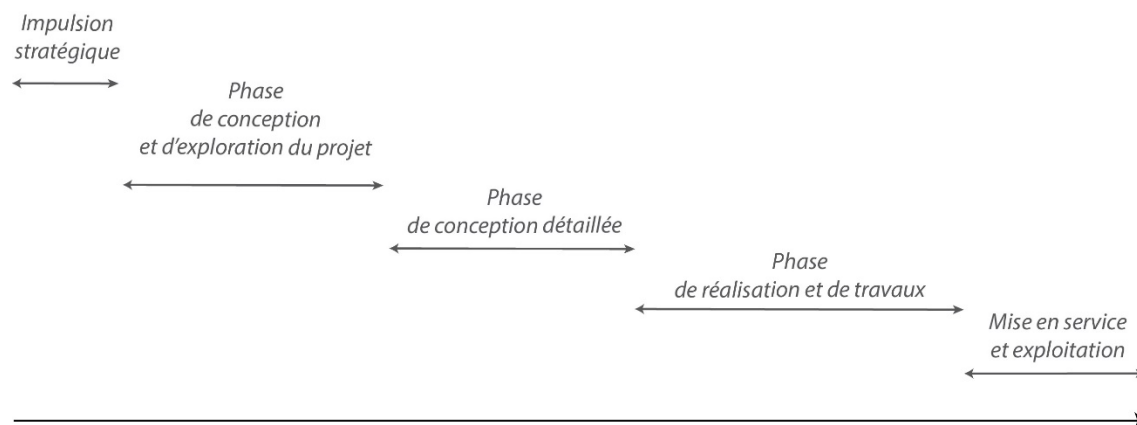 Impulsion
stratégique
Phase
de conception
et d’exploration du projet
Phase
de conception détaillée
Phase
de réalisation et de travaux
Mise en service
et exploitation